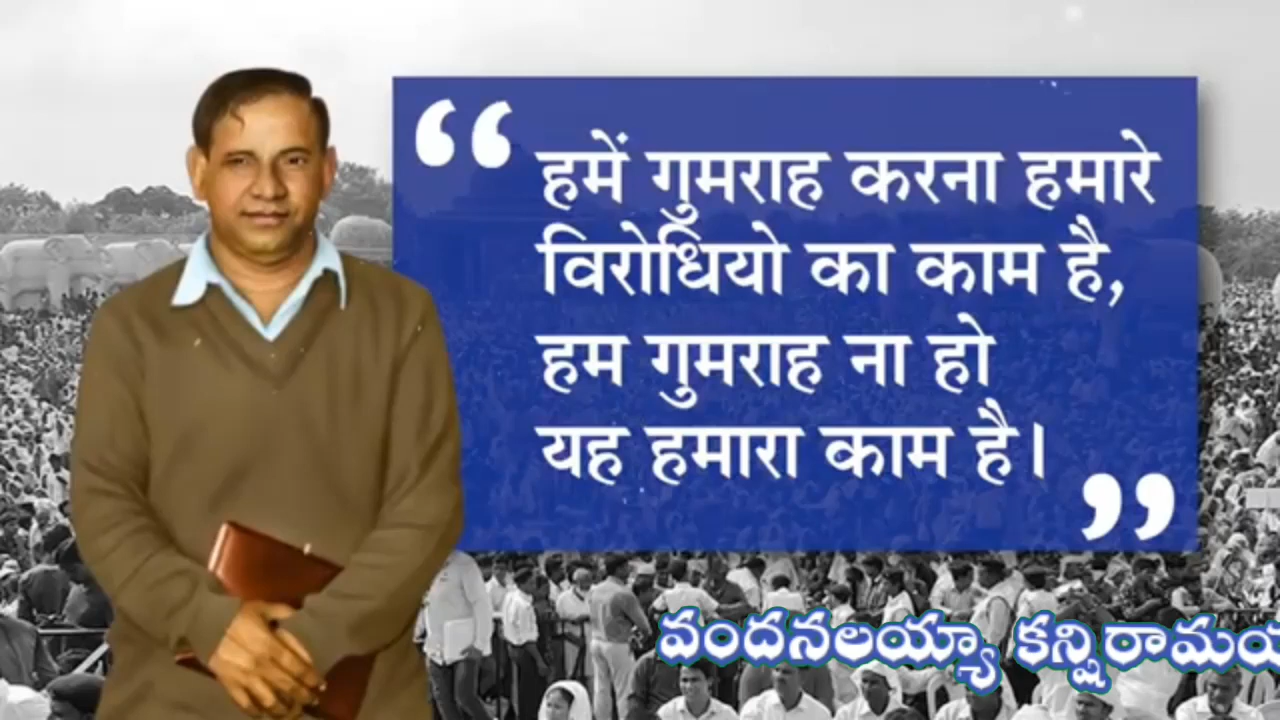 “ हमें गुमराह करना हमारे
विरोधियो का काम है,
हम गुमराह ना हो
यह हमारा काम है। ”
వందనలయ్యా కన్షిరామయ